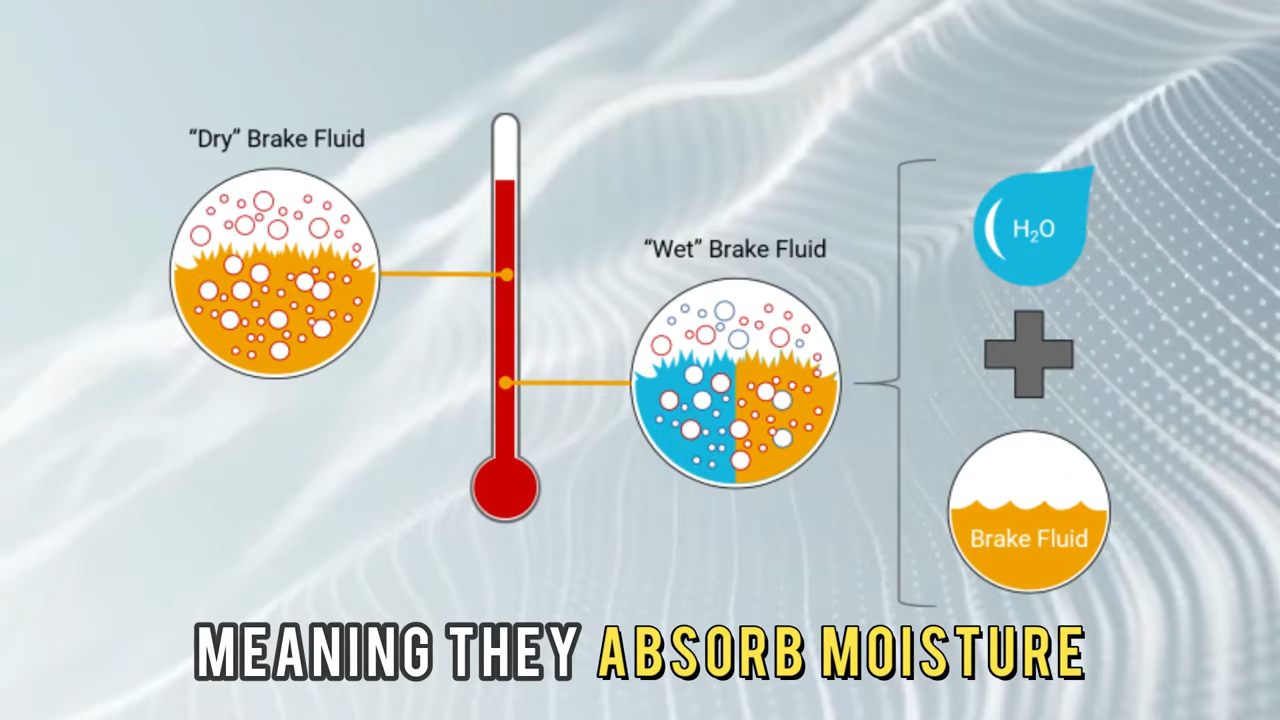 “Dry” Brake Fluid
“Wet” Brake Fluid
H₂O
Brake Fluid
MEANING THEY ABSORB MOISTURE